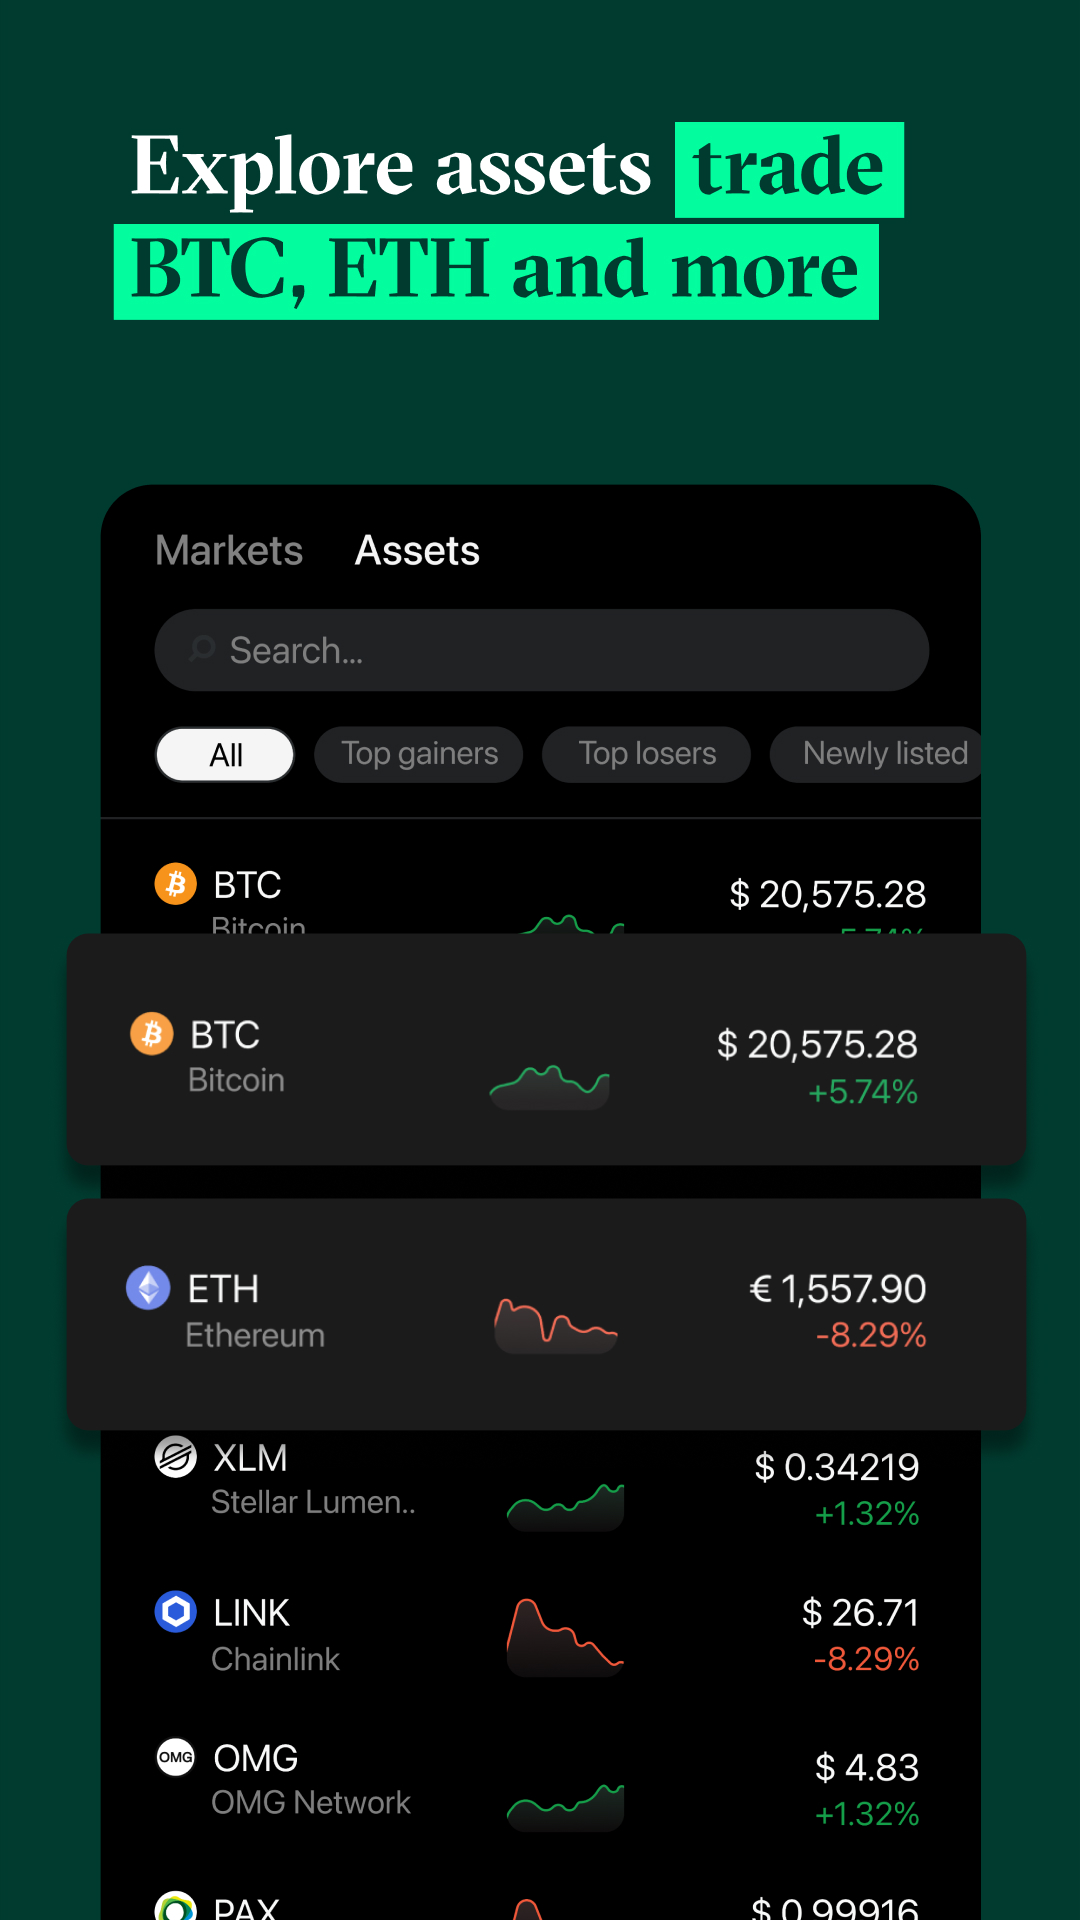 Explore assets trade
BTC, ETH and more
Markets Assets
Search...
All Top gainers Top losers Newly listed
BTC $ 20,575.28
Bitcoin 5.74%
BTC $ 20,575.28
Bitcoin +5.74%
ETH € 1,557.90
Ethereum -8.29%
XLM $ 0.34219
Stellar Lumen.. +1.32%
LINK $ 26.71
Chainlink -8.29%
OMG OMG $ 4.83
OMG Network +1.32%
PAX $ 0.99916